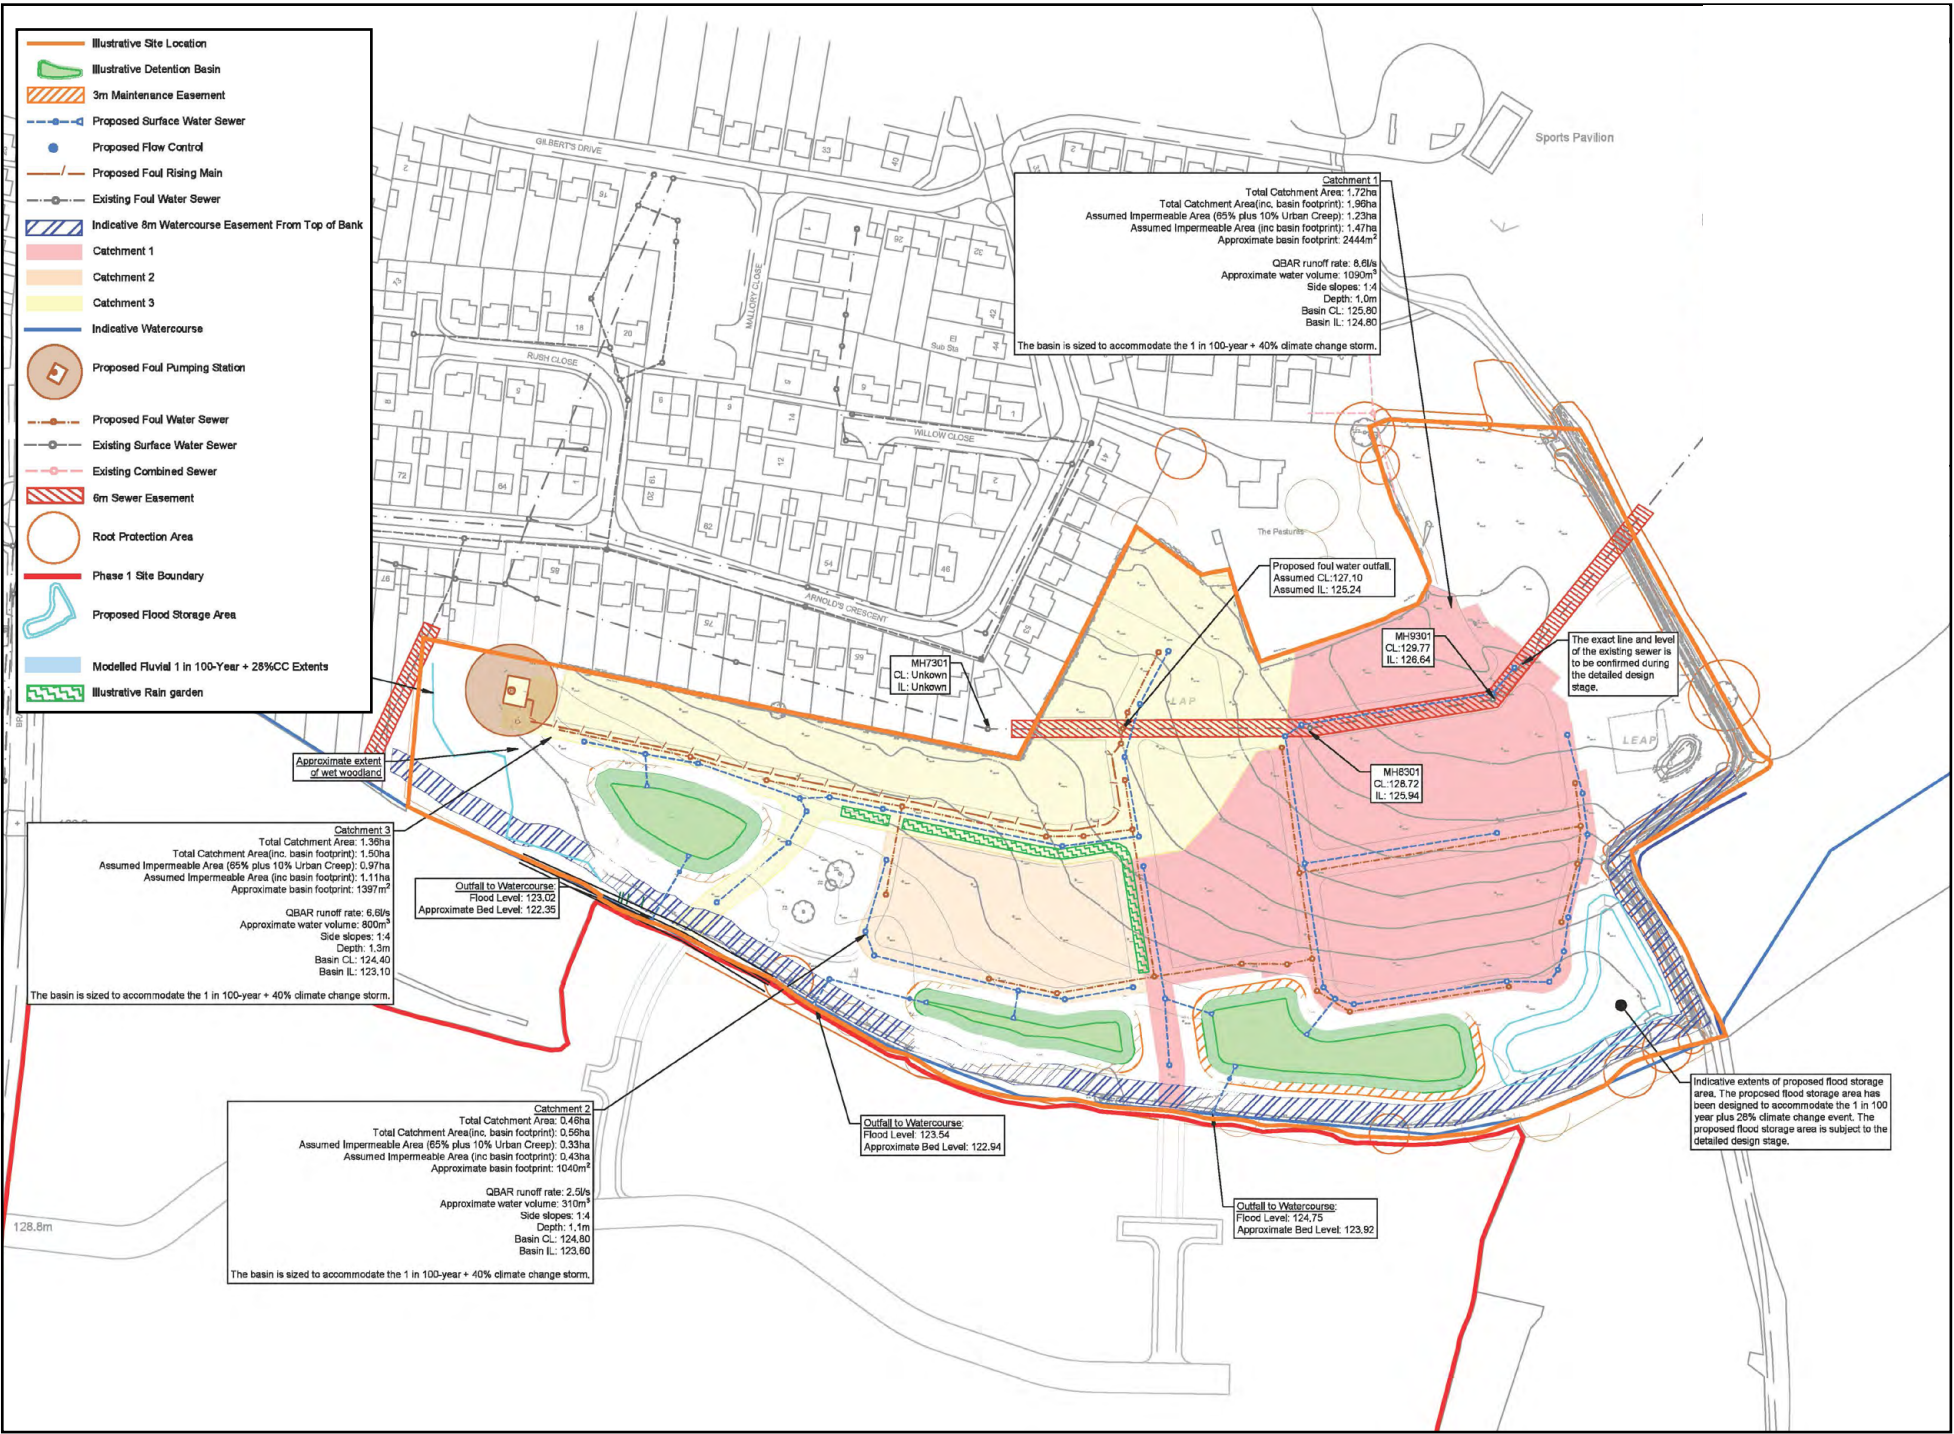 Illustrative Site Location
Illustrative Detention Basin
3m Maintenance Easement
Proposed Surface Water Sewer
Proposed Flow Control
Proposed Foul Rising Main
Existing Foul Water Sewer
Indicative 8m Watercourse Easement From Top of Bank
Catchment 1
Catchment 2
Catchment 3
Indicative Watercourse
Proposed Foul Pumping Station
Proposed Foul Water Sewer
Existing Surface Water Sewer
Existing Combined Sewer
6m Sewer Easement
Root Protection Area
Phase 1 Site Boundary
Proposed Flood Storage Area
Modelled Fluvial 1 in 100-Year + 28%CC Extents
Illustrative Rain garden
GILBERT'S DRIVE
MALLORY CLOSE
RUSH CLOSE
WILLOW CLOSE
ARNOLD'S CRESCENT
El
Sub Sta
Sports Pavilion
The Pastures
LEAP
128.8m
Catchment 1
Total Catchment Area: 1.72ha
Total Catchment Area(inc. basin footprint): 1.96ha
Assumed Impermeable Area (65% plus 10% Urban Creep): 1.23ha
Assumed Impermeable Area (inc basin footprint): 1.47ha
Approximate basin footprint: 2444m²
QBAR runoff rate: 8.6l/s
Approximate water volume: 1090m³
Side slopes: 1:4
Depth: 1.0m
Basin CL: 125.80
Basin IL: 124.80
The basin is sized to accommodate the 1 in 100-year + 40% climate change storm.
Proposed foul water outfall.
Assumed CL:127.10
Assumed IL: 125.24
MH9301
CL:129.77
IL: 126.64
The exact line and level
of the existing sewer is
to be confirmed during
the detailed design
stage.
MH7301
CL: Unkown
IL: Unkown
MH8301
CL:128.72
IL: 125.94
Approximate extent
of wet woodland
Catchment 3
Total Catchment Area: 1.36ha
Total Catchment Area(inc. basin footprint): 1.50ha
Assumed Impermeable Area (65% plus 10% Urban Creep): 0.97ha
Assumed Impermeable Area (inc basin footprint): 1.11ha
Approximate basin footprint: 1397m²
QBAR runoff rate: 6.6l/s
Approximate water volume: 800m³
Side slopes: 1:4
Depth: 1.3m
Basin CL: 124.40
Basin IL: 123.10
The basin is sized to accommodate the 1 in 100-year + 40% climate change storm.
Outfall to Watercourse:
Flood Level: 123.02
Approximate Bed Level: 122.35
Catchment 2
Total Catchment Area: 0.46ha
Total Catchment Area(inc. basin footprint): 0.56ha
Assumed Impermeable Area (65% plus 10% Urban Creep): 0.33ha
Assumed Impermeable Area (inc basin footprint): 0.43ha
Approximate basin footprint: 1040m²
QBAR runoff rate: 2.5l/s
Approximate water volume: 310m³
Side slopes: 1:4
Depth: 1.1m
Basin CL: 124.80
Basin IL: 123.60
The basin is sized to accommodate the 1 in 100-year + 40% climate change storm.
Outfall to Watercourse:
Flood Level: 123.54
Approximate Bed Level: 122.94
Outfall to Watercourse:
Flood Level: 124.75
Approximate Bed Level: 123.92
Indicative extents of proposed flood storage
area. The proposed flood storage area has
been designed to accommodate the 1 in 100
year plus 28% climate change event. The
proposed flood storage area is subject to the
detailed design stage.